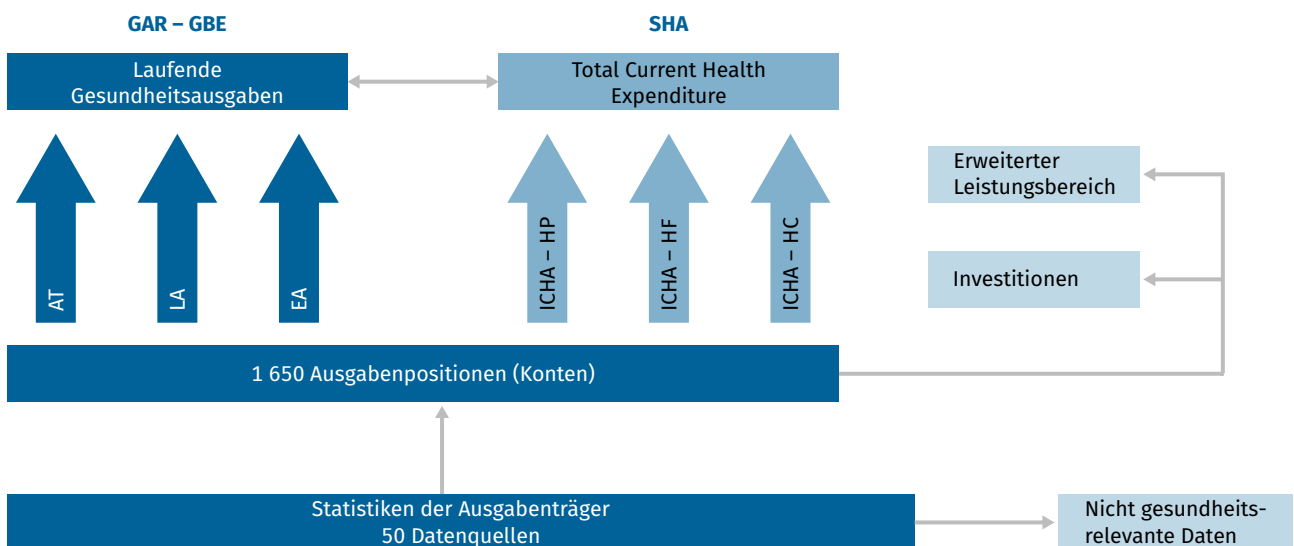 GAR – GBE
SHA
Laufende
Gesundheitsausgaben
Total Current Health
Expenditure
Erweiterter
Leistungsbereich
AT
LA
EA
ICHA – HP
ICHA – HF
ICHA – HC
Investitionen
1 650 Ausgabenpositionen (Konten)
Statistiken der Ausgabenträger
50 Datenquellen
Nicht gesundheits-
relevante Daten